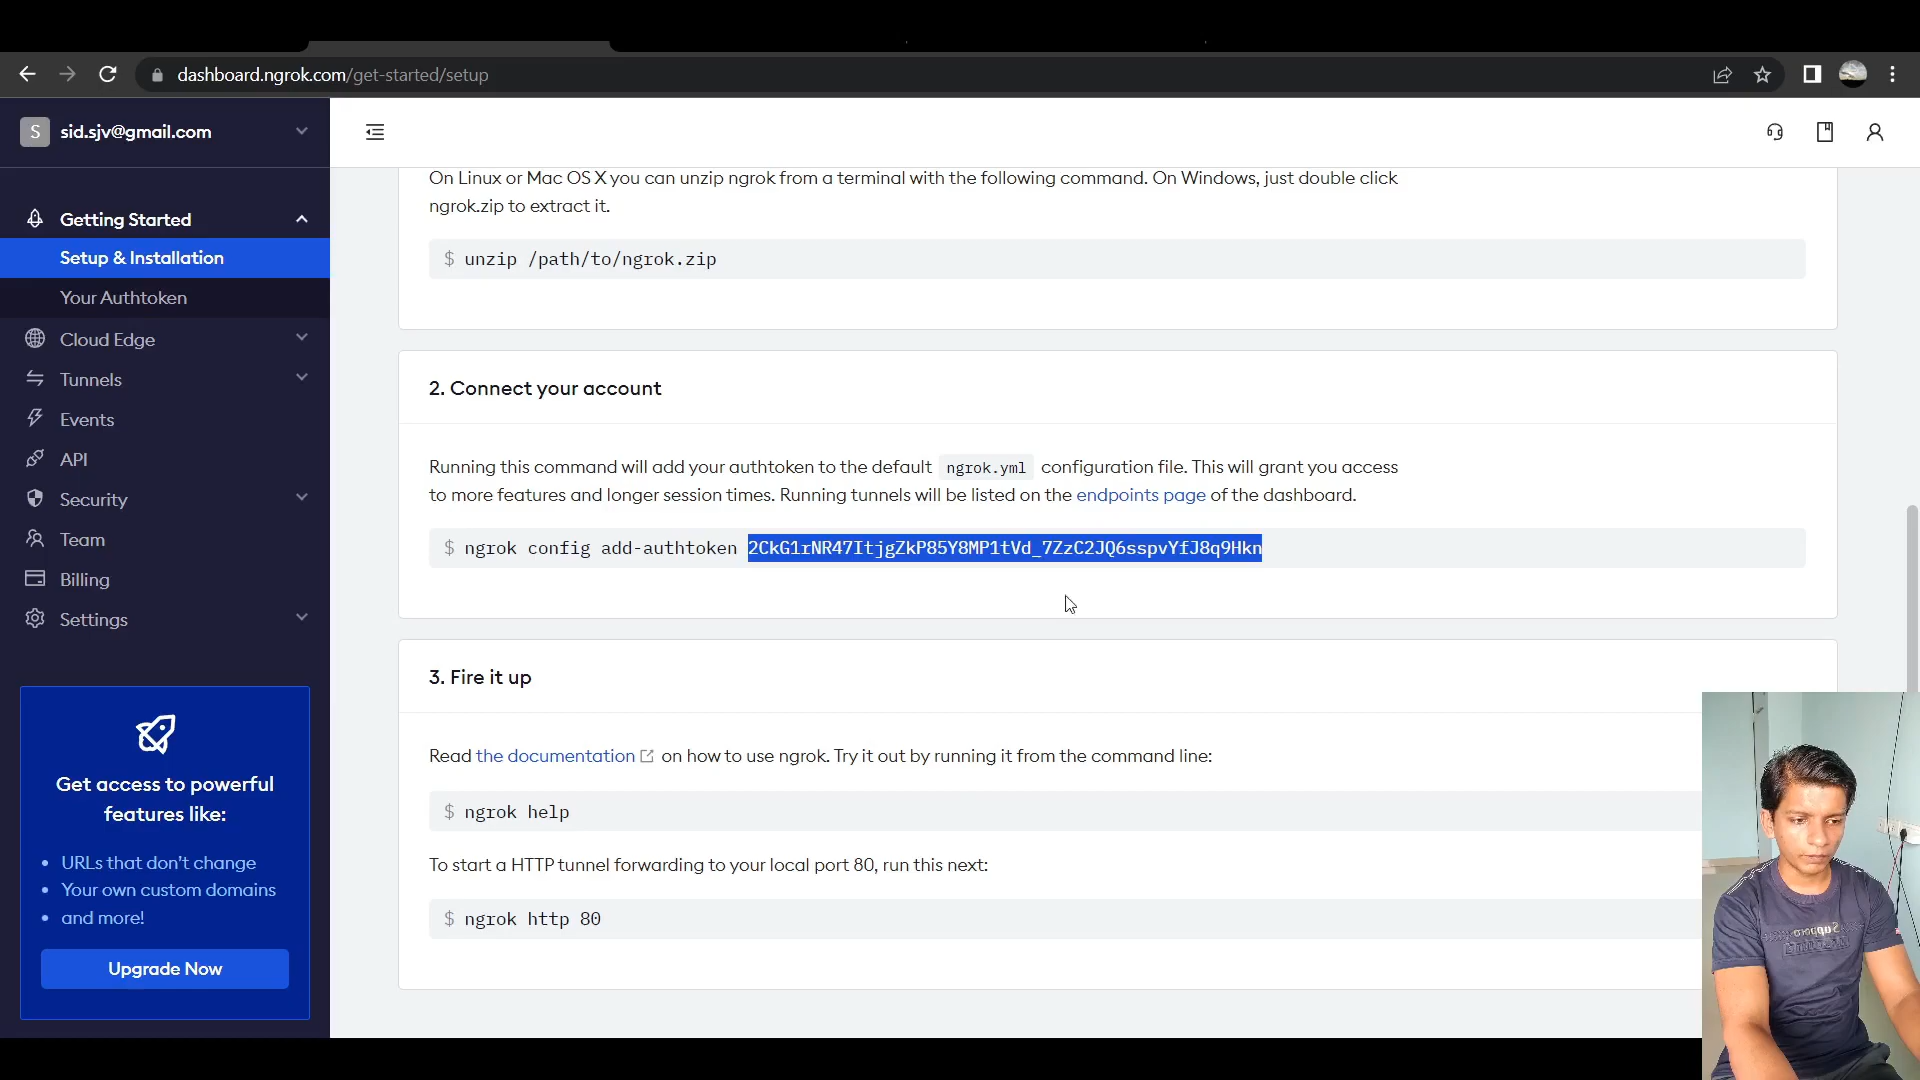 dashboard.ngrok.com/get-started/setup
S
sid.sjv@gmail.com
Getting Started
Setup & Installation
Your Authtoken
Cloud Edge
Tunnels
Events
API
Security
Team
Billing
Settings
Get access to powerful
features like:
• URLs that don't change
• Your own custom domains
• and more!
Upgrade Now
On Linux or Mac OS X you can unzip ngrok from a terminal with the following command. On Windows, just double click
ngrok.zip to extract it.
$ unzip /path/to/ngrok.zip
2. Connect your account
Running this command will add your authtoken to the default ngrok.yml configuration file. This will grant you access
to more features and longer session times. Running tunnels will be listed on the endpoints page of the dashboard.
$ ngrok config add-authtoken 2CkG1rNR47ItjgZkP85Y8MP1tVd_7ZzC2JQ6sspvYfJ8q9Hkn
3. Fire it up
Read the documentation on how to use ngrok. Try it out by running it from the command line:
$ ngrok help
To start a HTTP tunnel forwarding to your local port 80, run this next:
$ ngrok http 80